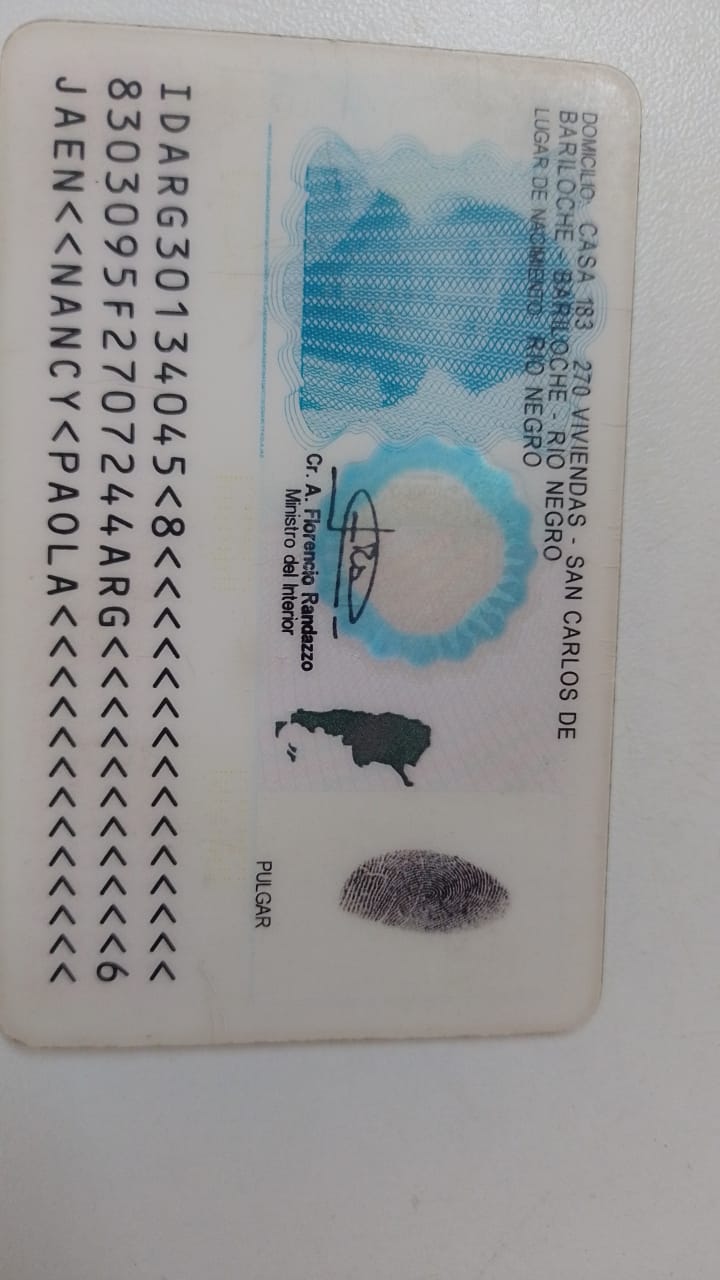 DOMICILIO: CASA 183, 270 VIVIENDAS - SAN CARLOS DE
BARILOCHE - BARILOCHE - RIO NEGRO
LUGAR DE NACIMIENTO: RIO NEGRO
Cr. A. Florencio Randazzo
Ministro del Interior
PULGAR
IDARG30134045<8<<<<<<<<<<<<<<<
8303095F2707244ARG<<<<<<<<<<<6
JAEN<<NANCY<PAOLA<<<<<<<<<<<<<